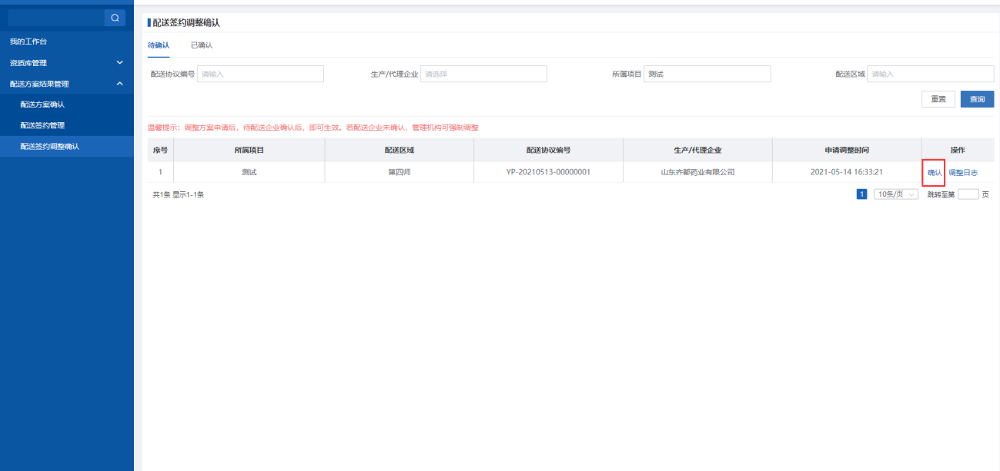 配送签约调整确认
我的工作台
待确认 已确认
资质库管理
配送协议编号 请输入 生产/代理企业 请选择 所属项目 测试 配送区域 请输入
配送方案结果管理
配送方案确认
重置 查询
配送签约管理
温馨提示：调整方案申请后，待配送企业确认后，即可生效。若配送企业未确认，管理机构可强制调整
配送签约调整确认
序号 所属项目 配送区域 配送协议编号 生产/代理企业 申请调整时间 操作
1 测试 第四师 YP-20210513-00000001 山东齐都药业有限公司 2021-05-14 16:33:21 确认 调整日志
共1条 显示1-1条 1 10条/页 跳转至第 页